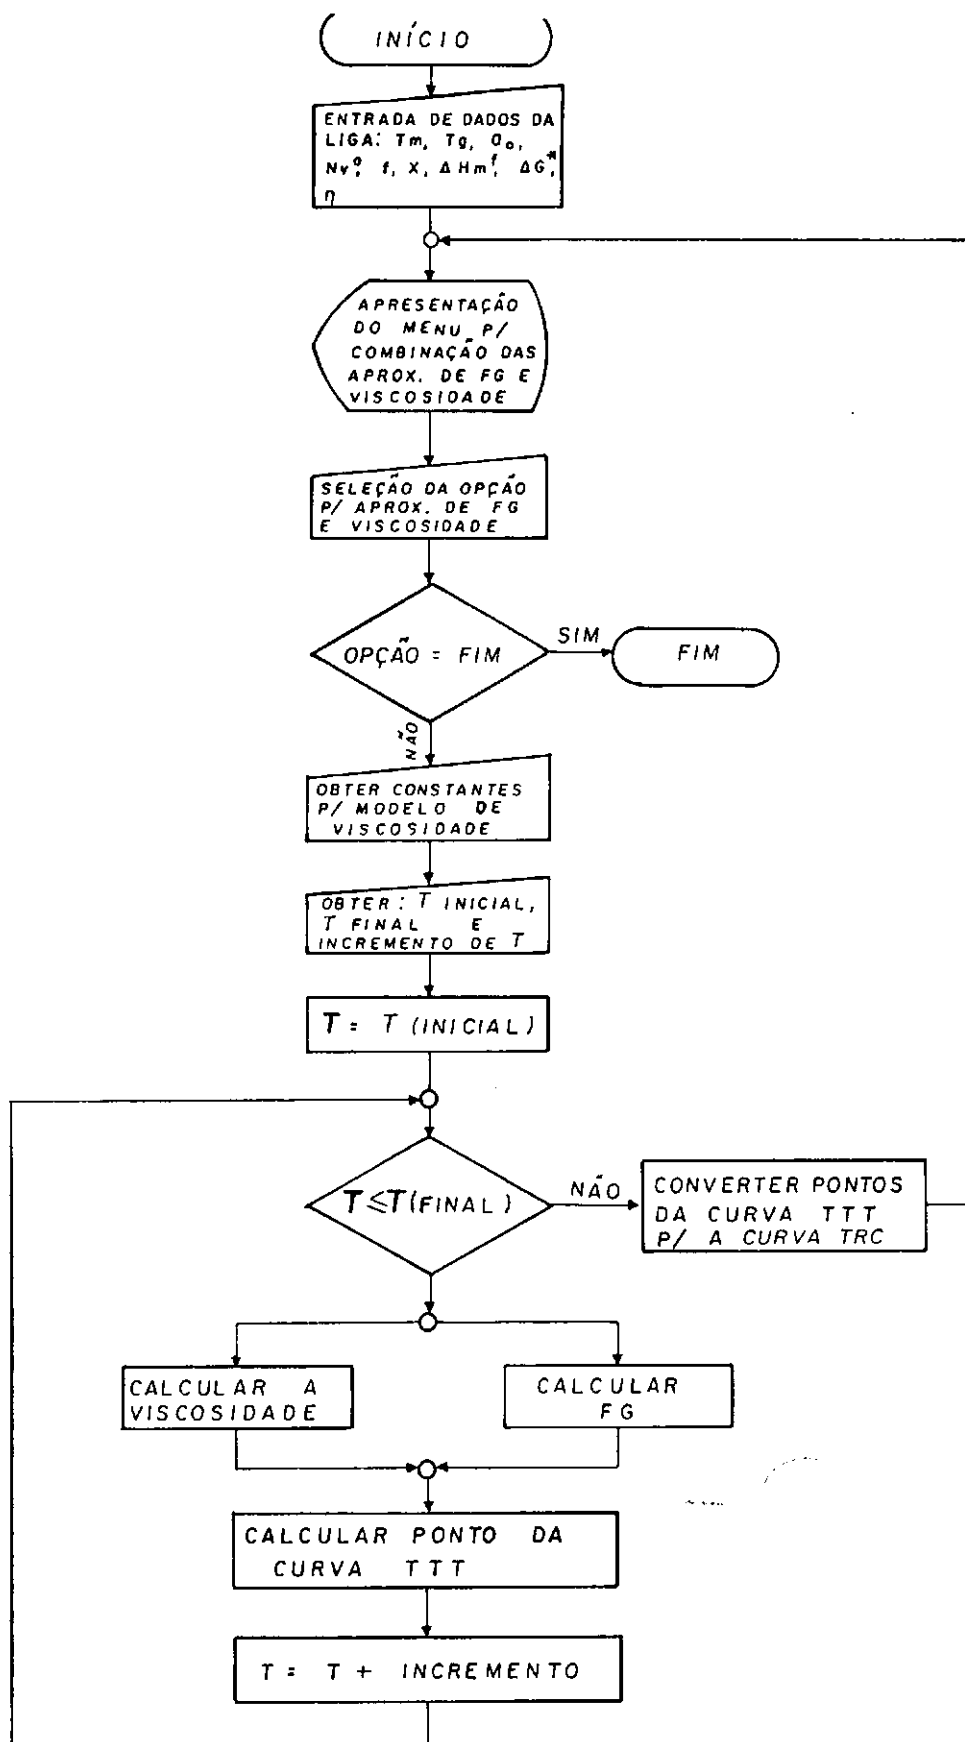 INÍCIO
ENTRADA DE DADOS DA
LIGA: Tm, Tg, a₀,
Nv⁰, f, X, ΔHmᶠ, ΔG*,
η
APRESENTAÇÃO
DO MENU P/
COMBINAÇÃO DAS
APROX. DE FG E
VISCOSIDADE
SELEÇÃO DA OPÇÃO
P/ APROX. DE FG
E VISCOSIDADE
OPÇÃO = FIM
SIM
FIM
NÃO
OBTER CONSTANTES
P/ MODELO DE
VISCOSIDADE
OBTER: T INICIAL,
T FINAL E
INCREMENTO DE T
T = T (INICIAL)
T ≤ T (FINAL)
NÃO
CONVERTER PONTOS
DA CURVA TTT
P/ A CURVA TRC
CALCULAR A
VISCOSIDADE
CALCULAR
FG
CALCULAR PONTO DA
CURVA TTT
T = T + INCREMENTO